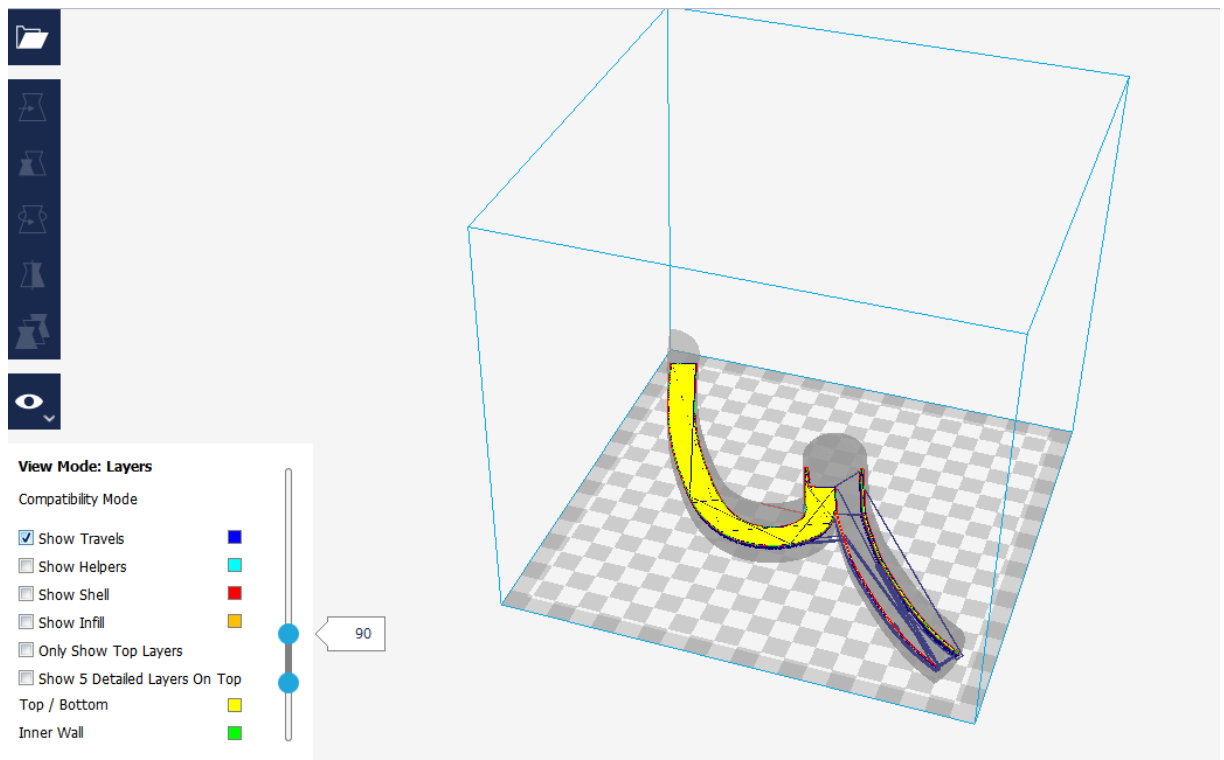 View Mode: Layers
Compatibility Mode
Show Travels
Show Helpers
Show Shell
Show Infill
Only Show Top Layers
Show 5 Detailed Layers On Top
Top / Bottom
Inner Wall
90